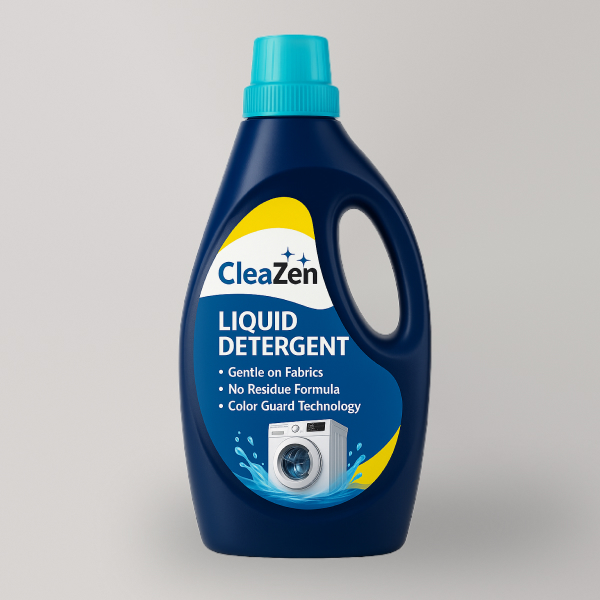 CleaZen
LIQUID
DETERGENT
• Gentle on Fabrics
• No Residue Formula
• Color Guard Technology